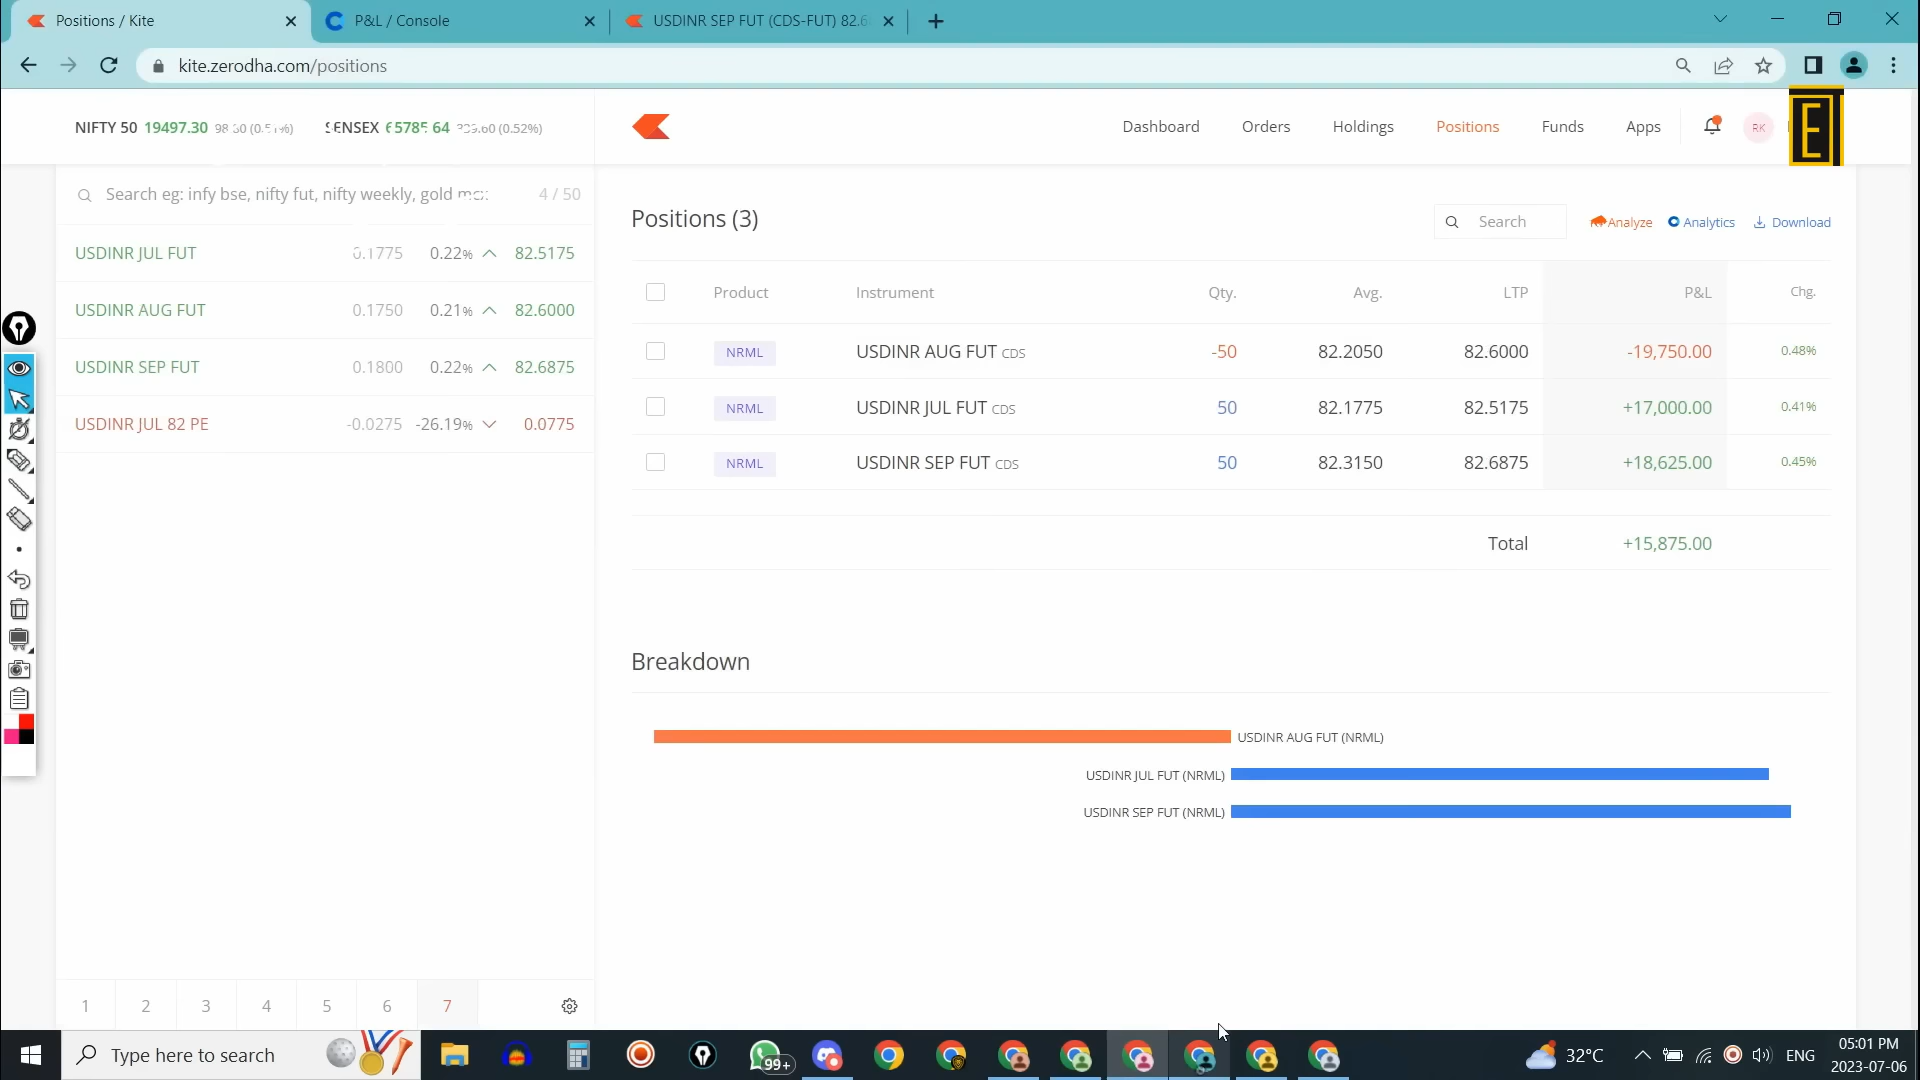 Positions / Kite
P&L / Console
USDINR SEP FUT (CDS-FUT) 82.6
kite.zerodha.com/positions
NIFTY 50 19497.30
SENSEX 65785.64 (0.52%)
Dashboard Orders Holdings Positions Funds Apps RK
E
Search eg: infy bse, nifty fut, nifty weekly, gold mcx 4 / 50
USDINR JUL FUT 0.1775 0.22% 82.5175
USDINR AUG FUT 0.1750 0.21% 82.6000
USDINR SEP FUT 0.1800 0.22% 82.6875
USDINR JUL 82 PE -0.0275 -26.19% 0.0775
1 2 3 4 5 6 7
Positions (3)
Search Analyze Analytics Download
Product Instrument Qty. Avg. LTP P&L Chg.
NRML USDINR AUG FUT CDS -50 82.2050 82.6000 -19,750.00 0.48%
NRML USDINR JUL FUT CDS 50 82.1775 82.5175 +17,000.00 0.41%
NRML USDINR SEP FUT CDS 50 82.3150 82.6875 +18,625.00 0.45%
Total +15,875.00
Breakdown
USDINR AUG FUT (NRML)
USDINR JUL FUT (NRML)
USDINR SEP FUT (NRML)
Type here to search
99+
32°C
ENG
05:01 PM
2023-07-06